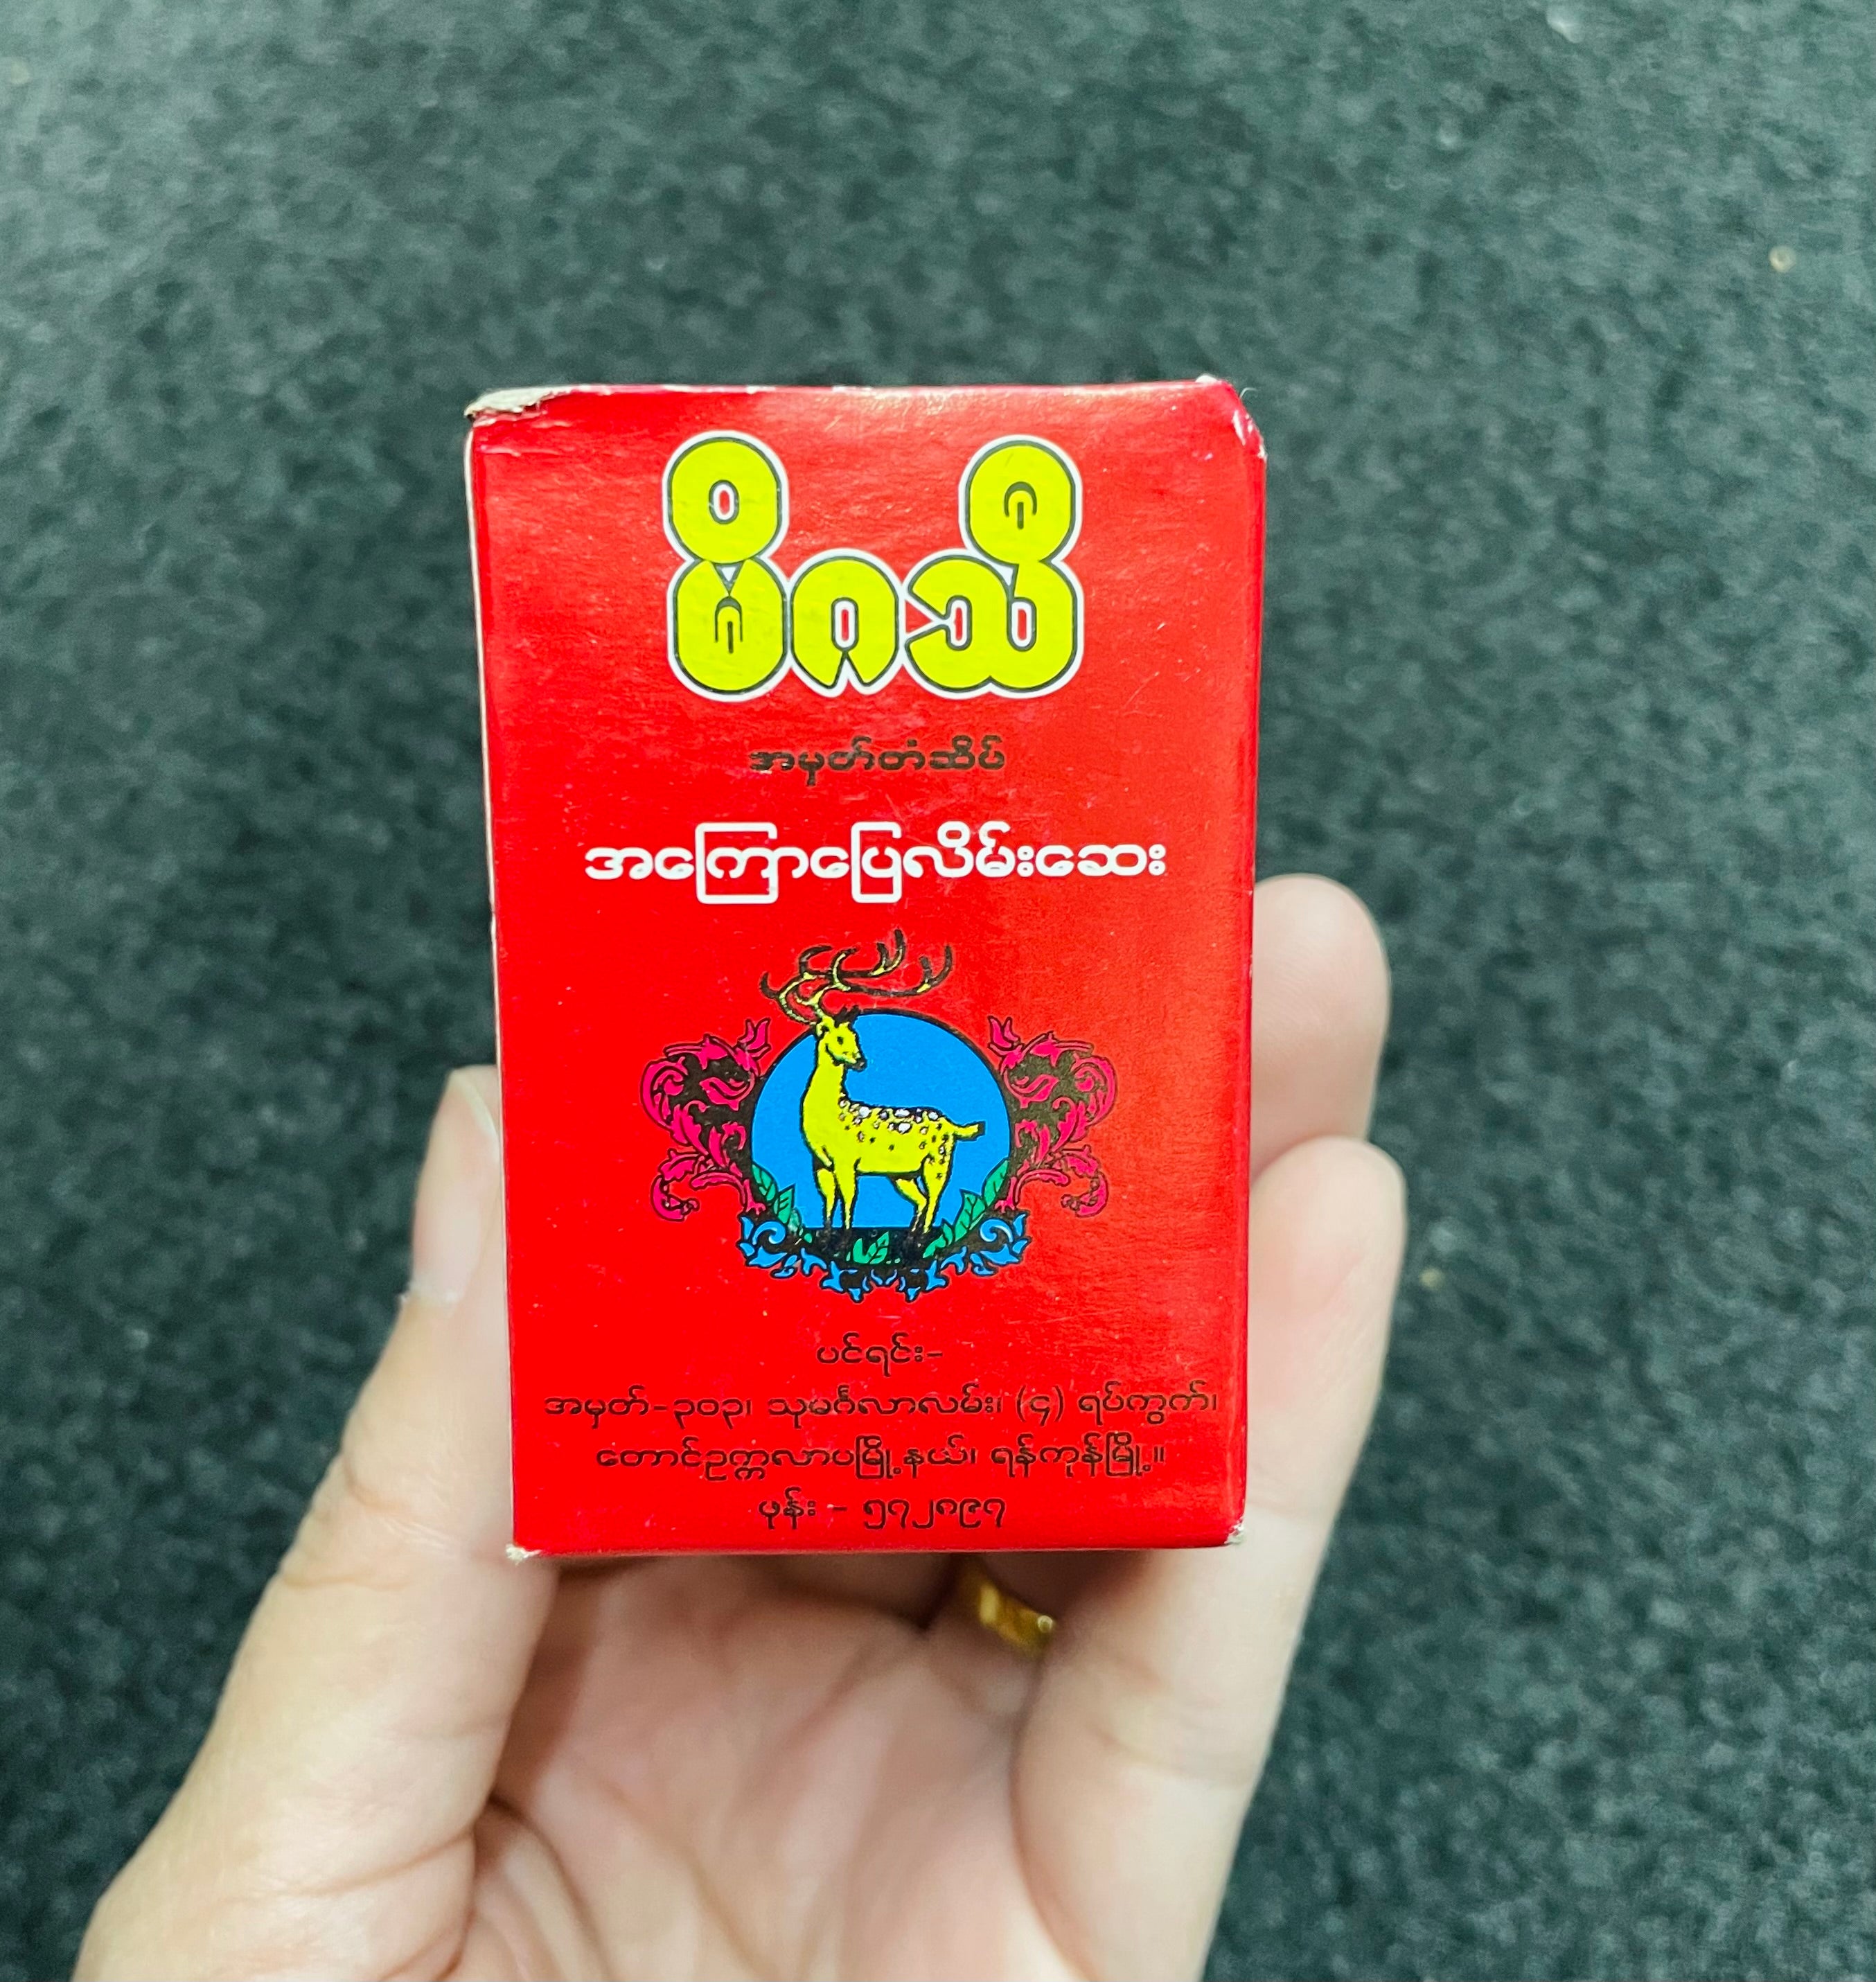 မိဂသီ
အမှတ်တံဆိပ်
အကြောပြေလိမ်းဆေး
ပင်ရင်း-
အမှတ်-၃၀၃၊ သုမင်္ဂလာလမ်း၊ (၄) ရပ်ကွက်၊
တောင်ဥက္ကလာပမြို့နယ်၊ ရန်ကုန်မြို့။
ဖုန်း - ၅၇၂၈၉၇